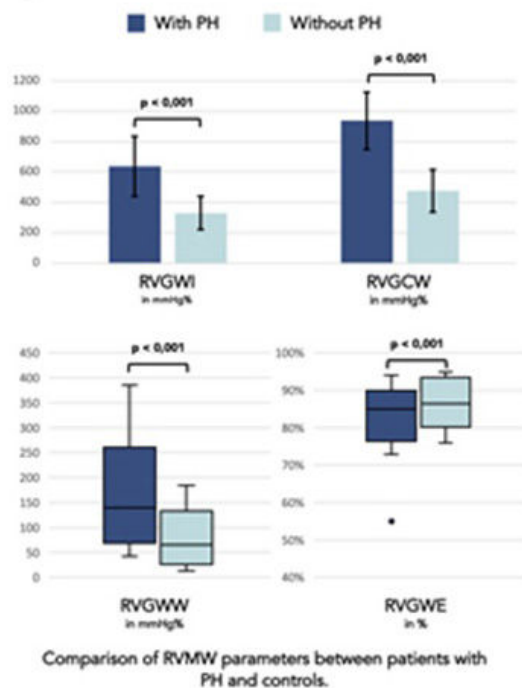 With PH Without PH
p < 0,001
p < 0,001
1200
1000
800
600
400
200
0
RVGWI RVGCW
in mmHg% in mmHg%
p < 0,001 p < 0,001
450
400
350
300
250
200
150
100
50
0
100%
90%
80%
70%
60%
50%
40%
RVGWW RVGWE
in mmHg% in %
Comparison of RVMW parameters between patients with
PH and controls.